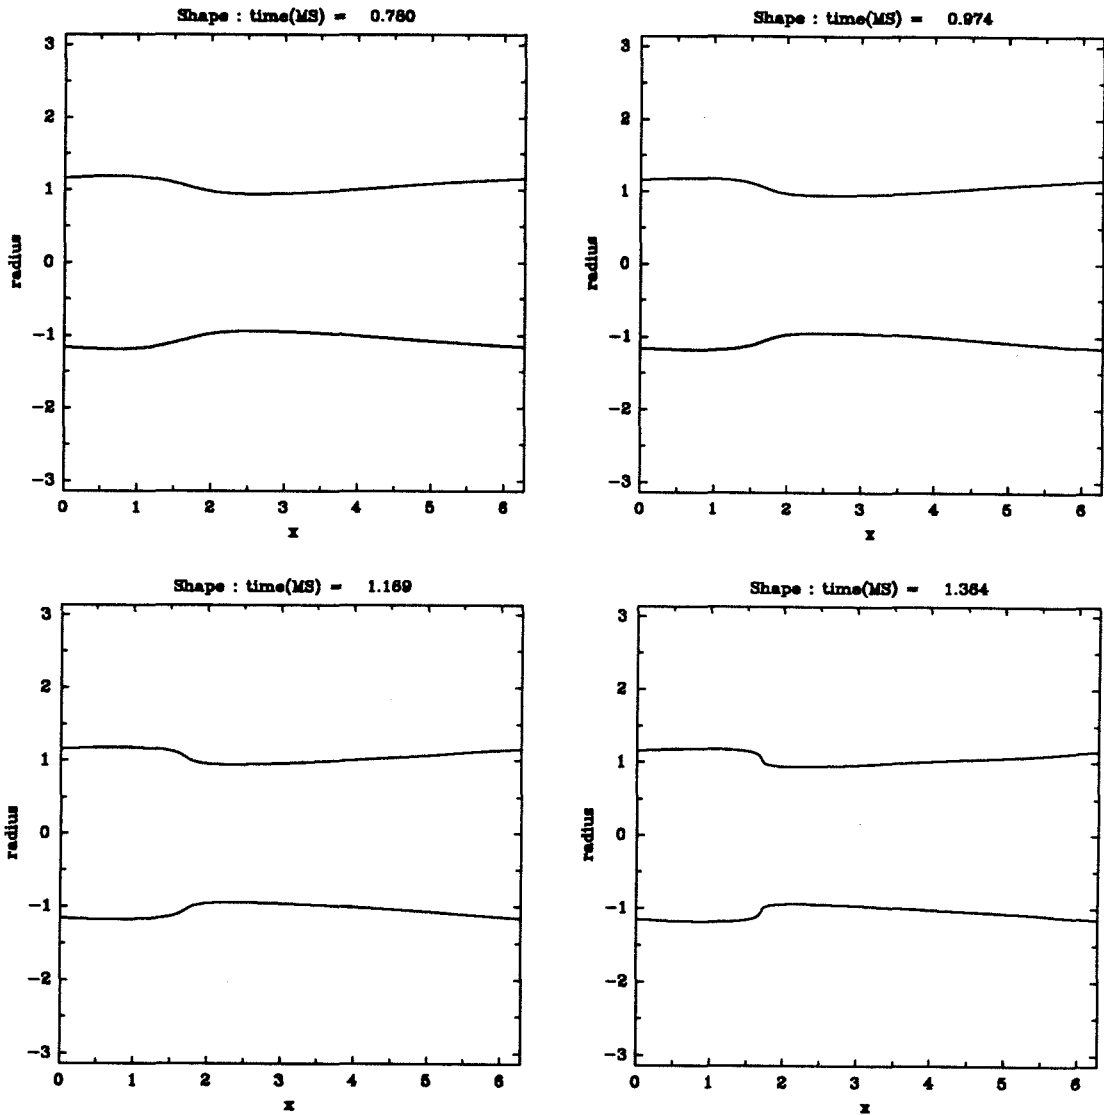 Shape : time(MS) = 0.780
3
2
1
0
-1
-2
-3
radius
0 1 2 3 4 5 6
x
Shape : time(MS) = 0.974
3
2
1
0
-1
-2
-3
radius
0 1 2 3 4 5 6
x
Shape : time(MS) = 1.169
3
2
1
0
-1
-2
-3
radius
0 1 2 3 4 5 6
x
Shape : time(MS) = 1.364
3
2
1
0
-1
-2
-3
radius
0 1 2 3 4 5 6
x